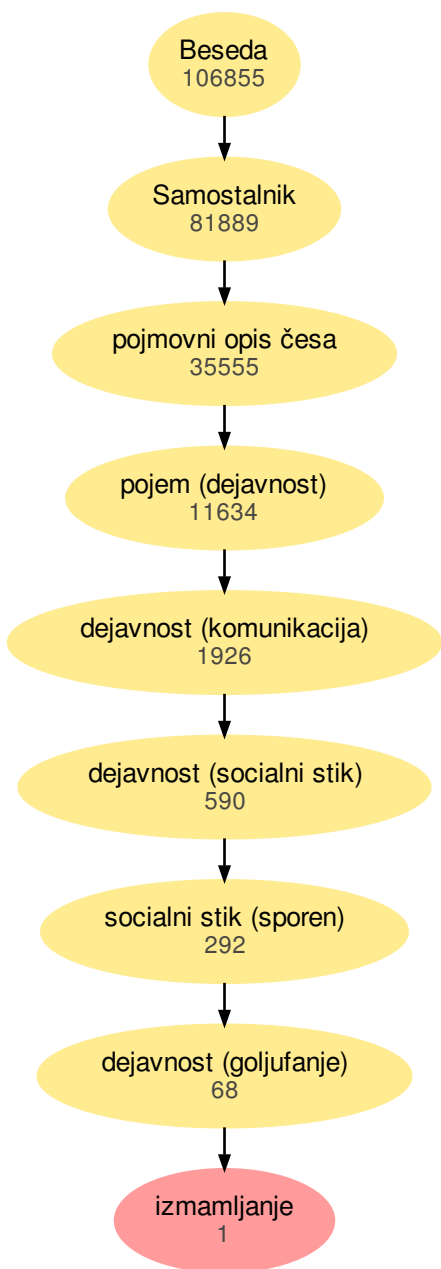 Beseda
106855
Samostalnik
81889
pojmovni opis česa
35555
pojem (dejavnost)
11634
dejavnost (komunikacija)
1926
dejavnost (socialni stik)
590
socialni stik (sporen)
292
dejavnost (goljufanje)
68
izmamljanje
1